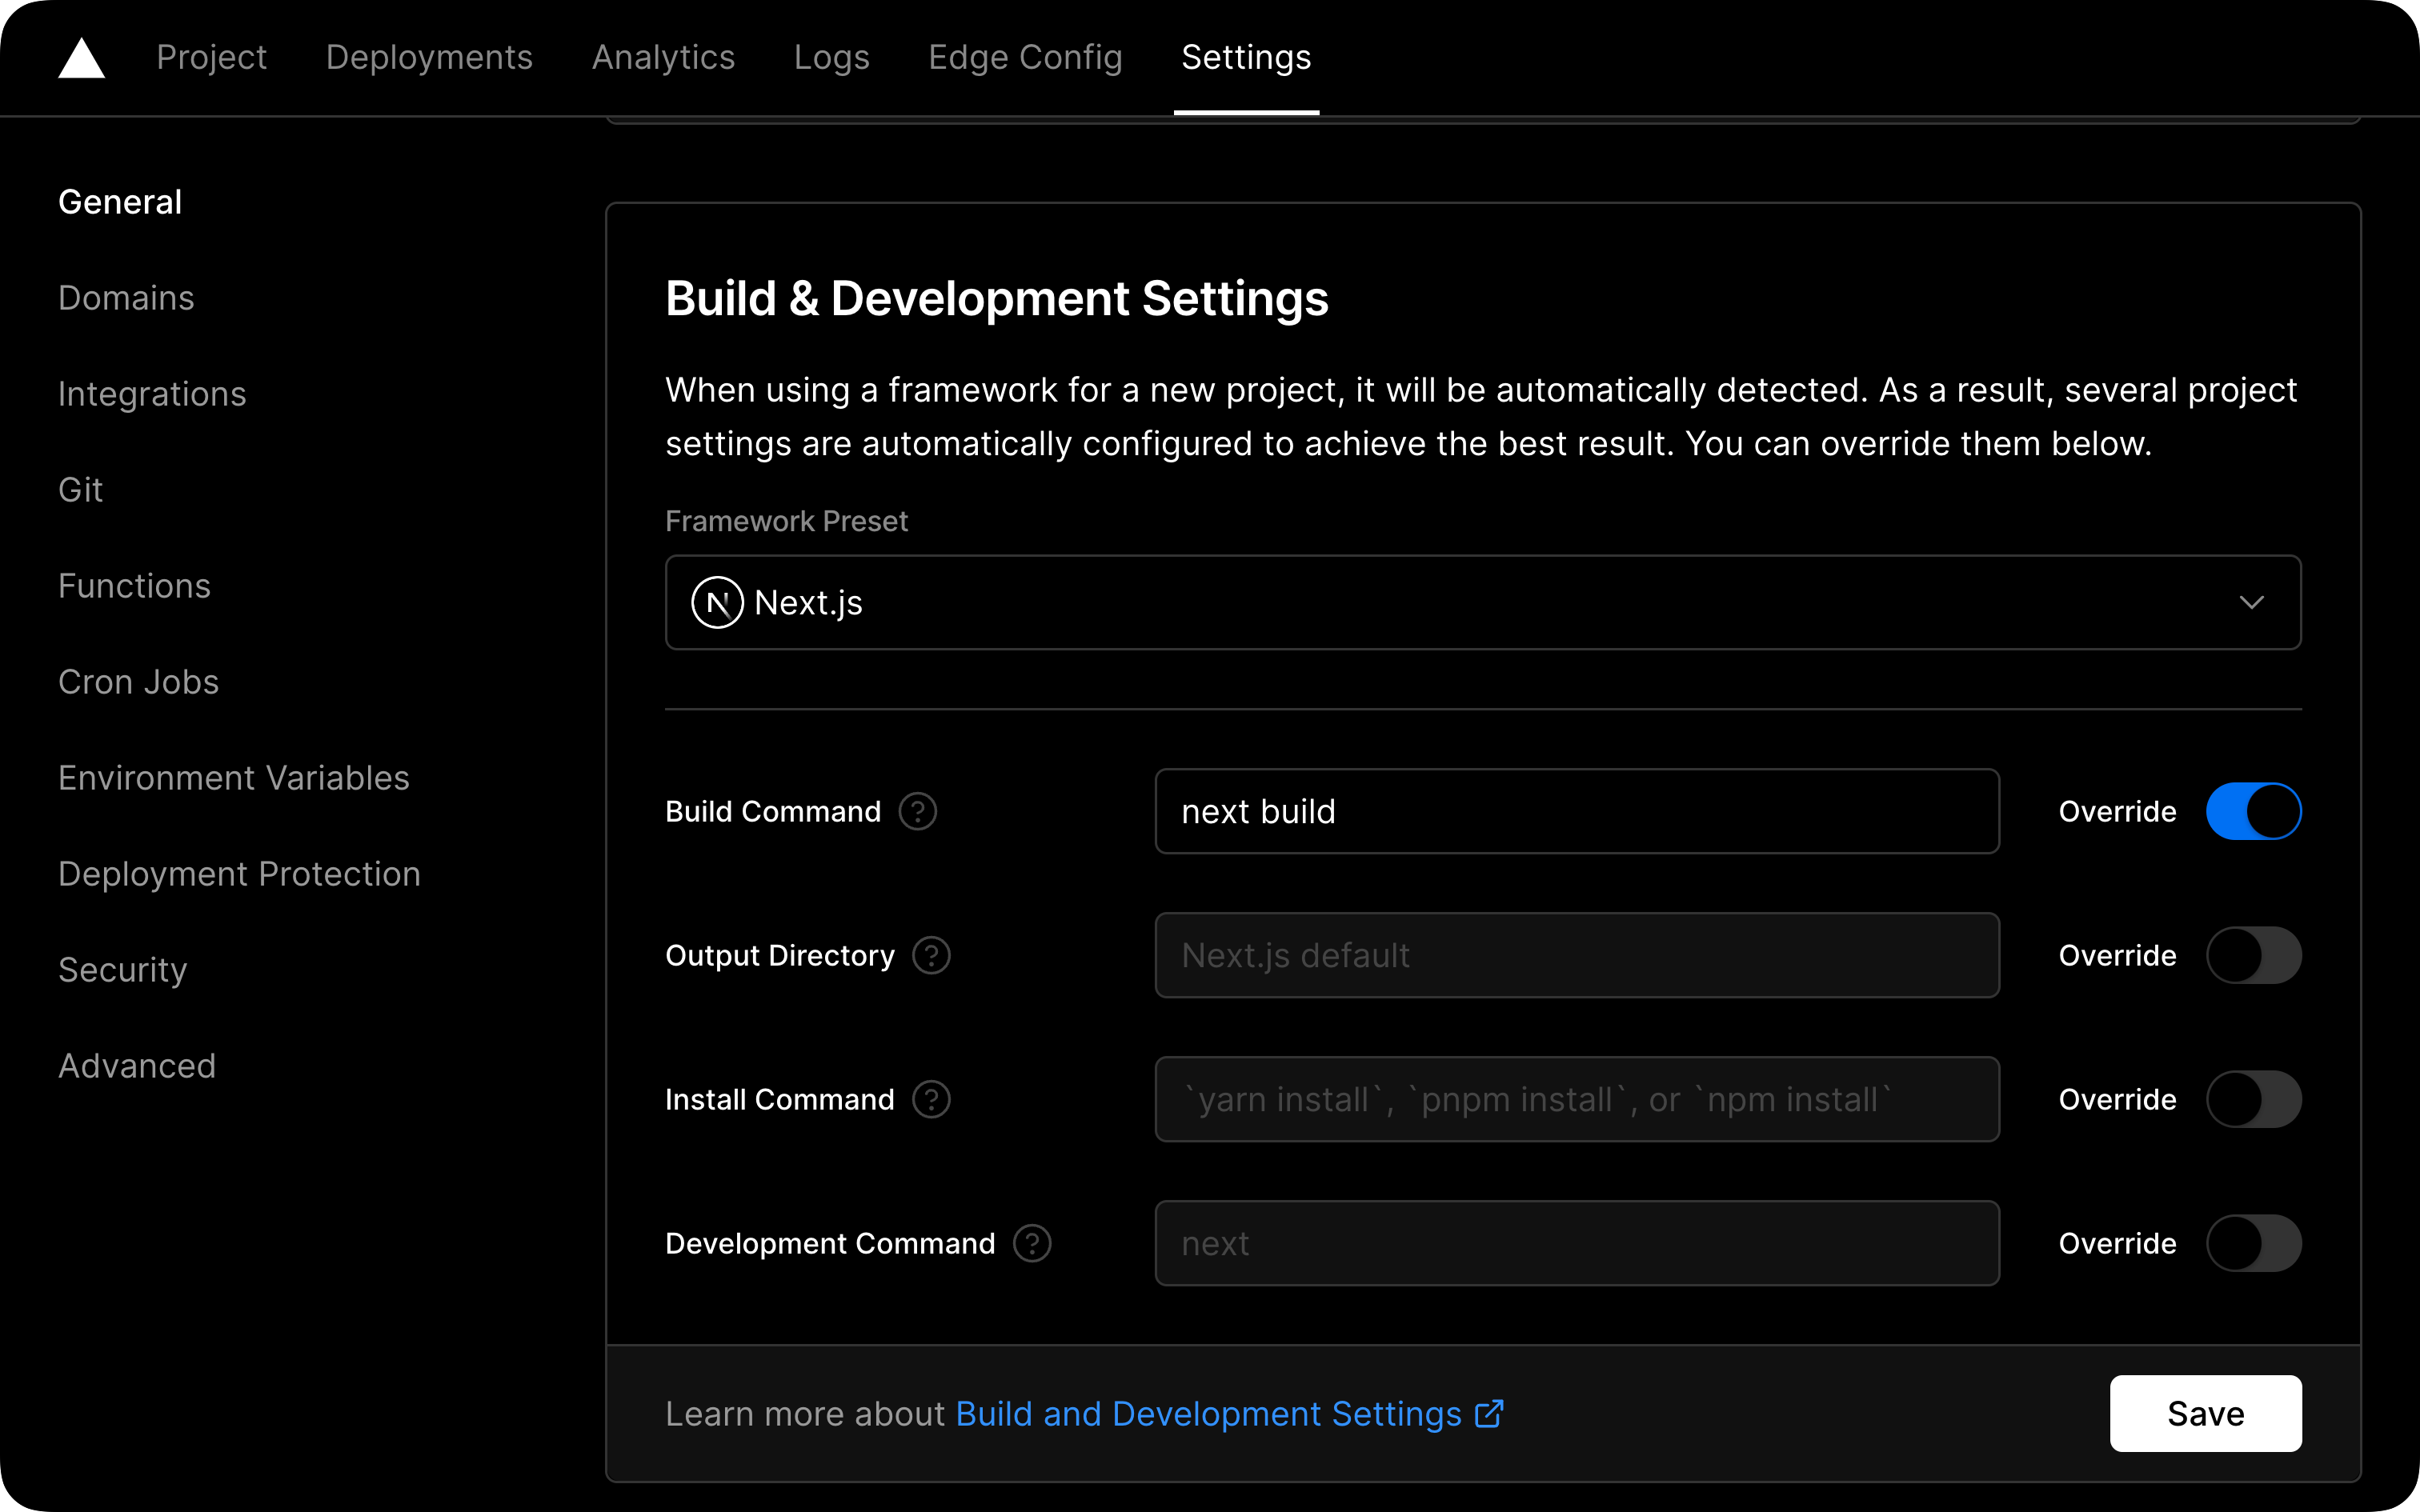 Project Deployments Analytics Logs Edge Config Settings
General
Domains
Integrations
Git
Functions
Cron Jobs
Environment Variables
Deployment Protection
Security
Advanced
Build & Development Settings
When using a framework for a new project, it will be automatically detected. As a result, several project
settings are automatically configured to achieve the best result. You can override them below.
Framework Preset
N Next.js
Build Command ? next build Override
Output Directory ? Next.js default Override
Install Command ? `yarn install`, `pnpm install`, or `npm install` Override
Development Command ? next Override
Learn more about Build and Development Settings Save